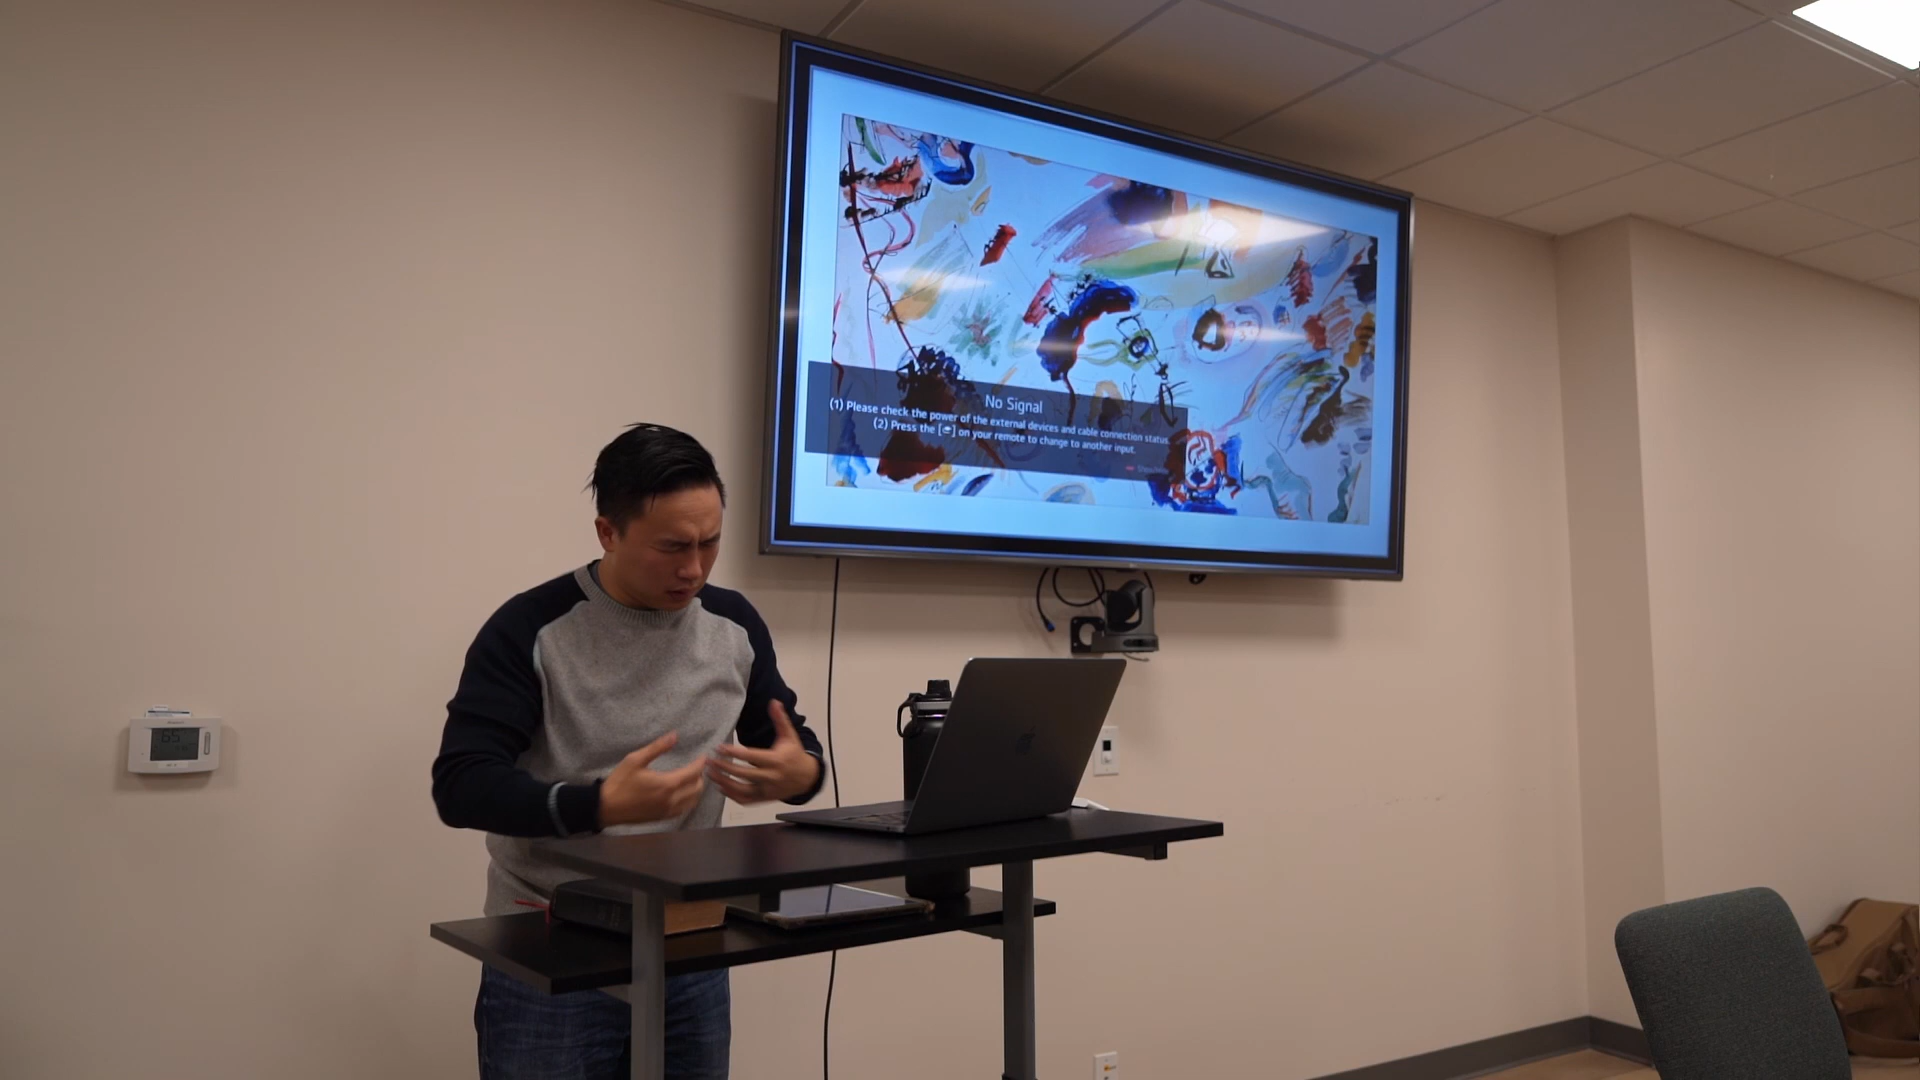 No Signal
(1) Please check the power of the external devices and cable connection status.
(2) Press the [ ] on your remote to change to another input.
65